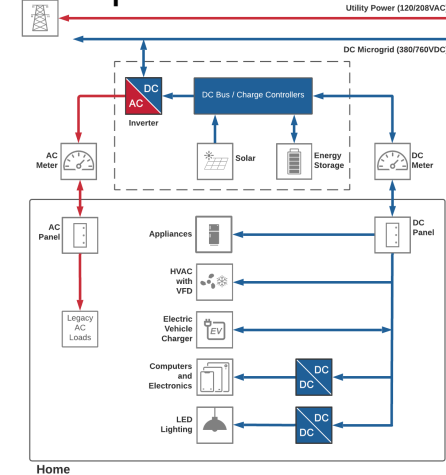 Utility Power (120/208VAC)
DC Microgrid (380/760VDC)
DC
AC
Inverter
DC Bus / Charge Controllers
Solar
Energy
Storage
AC
Meter
DC
Meter
AC
Panel
DC
Panel
Appliances
HVAC
with
VFD
Legacy
AC
Loads
Electric
Vehicle
Charger
EV
Computers
and
Electronics
DC
DC
LED
Lighting
DC
DC
Home